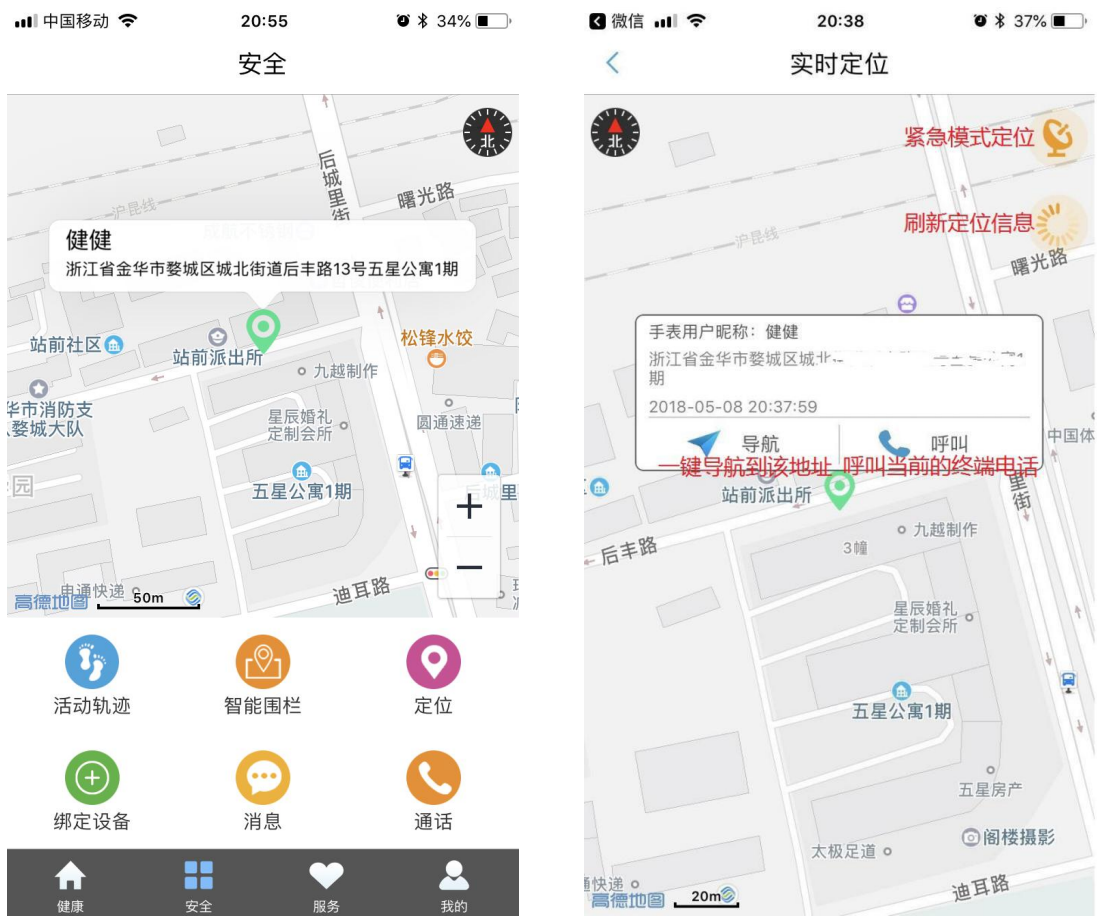 中国移动
20:55
34%
安全
北
后城里街
曙光路
沪昆线
健健
浙江省金华市婺城区城北街道后丰路13号五星公寓1期
站前社区
站前派出所
松锋水饺
九越制作
华市消防支
婺城大队
星辰婚礼
定制会所
圆通速递
园
五星公寓1期
后城里
+
—
申通快递
迪耳路
高德地图
50m
活动轨迹
智能围栏
定位
绑定设备
消息
通话
健康
安全
服务
我的
微信
20:38
37%
实时定位
北
紧急模式定位
刷新定位信息
沪昆线
曙光路
手表用户昵称：健健
浙江省金华市婺城区城北
期
2018-05-08 20:37:59
导航
呼叫
一键导航到该地址
呼叫当前的终端电话
中国体
站前派出所
里街
后丰路
九越制作
3幢
星辰婚礼
定制会所
五星公寓1期
五星房产
阁楼摄影
太极足道
通快递
迪耳路
高德地图
20m